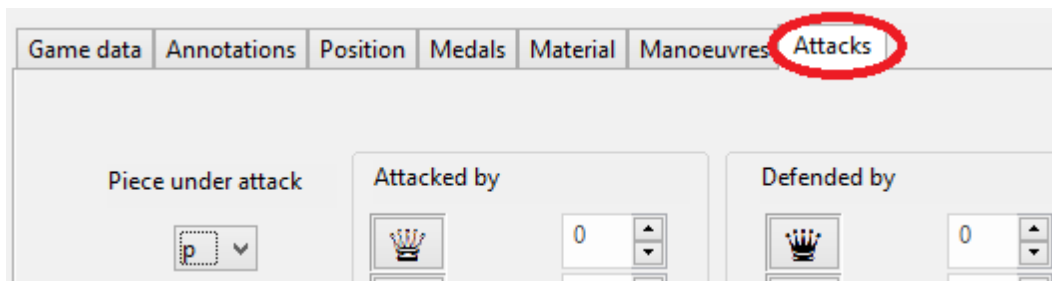 Game data Annotations Position Medals Material Manoeuvres Attacks
Piece under attack Attacked by Defended by
p 0 0